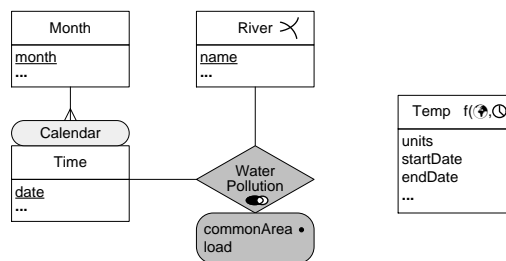 Month
month
...
Calendar
Time
date
...
River
name
...
Water
Pollution
commonArea
load
Temp f( ,
units
startDate
endDate
...